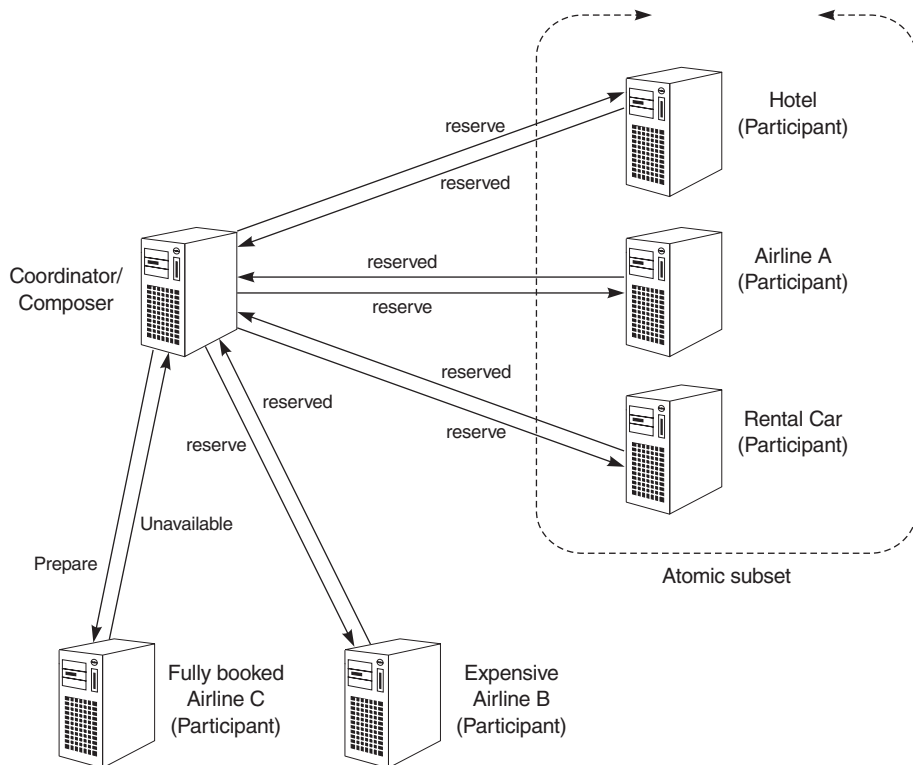 Hotel
(Participant)
reserve
reserved
Airline A
(Participant)
reserved
reserve
Coordinator/
Composer
reserved
reserve
Rental Car
(Participant)
reserved
reserve
Unavailable
Prepare
Atomic subset
Fully booked
Airline C
(Participant)
Expensive
Airline B
(Participant)